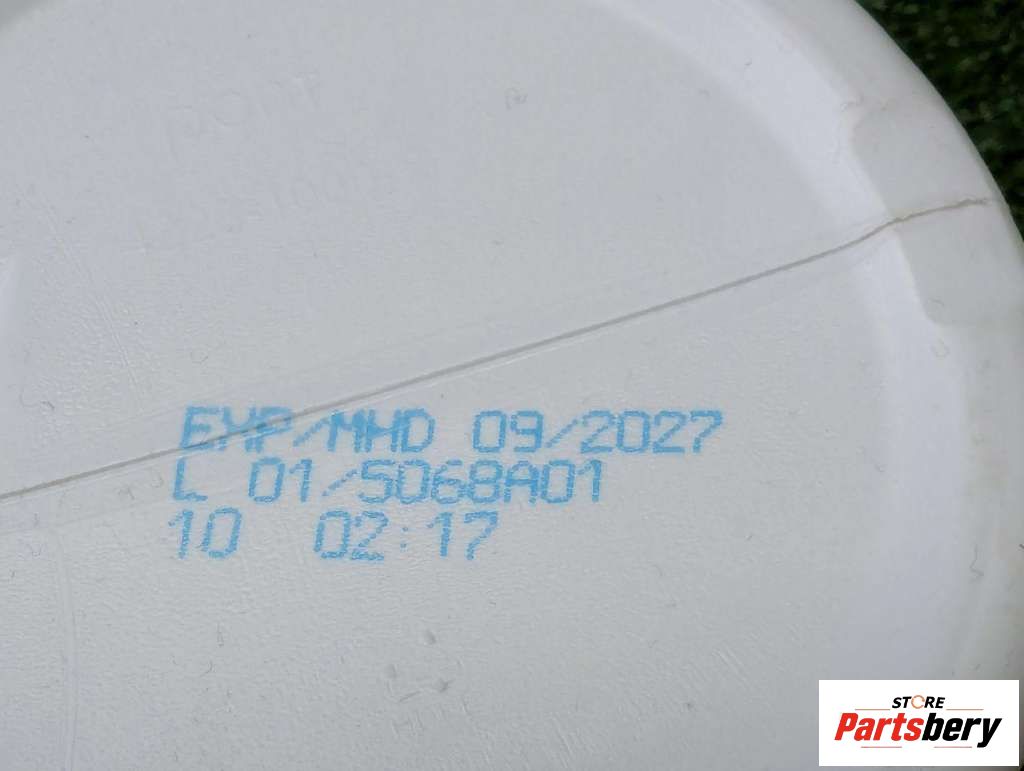 EXP/MHD 09/2027
L 01/5068A01
10 02:17
STORE
Partsbery